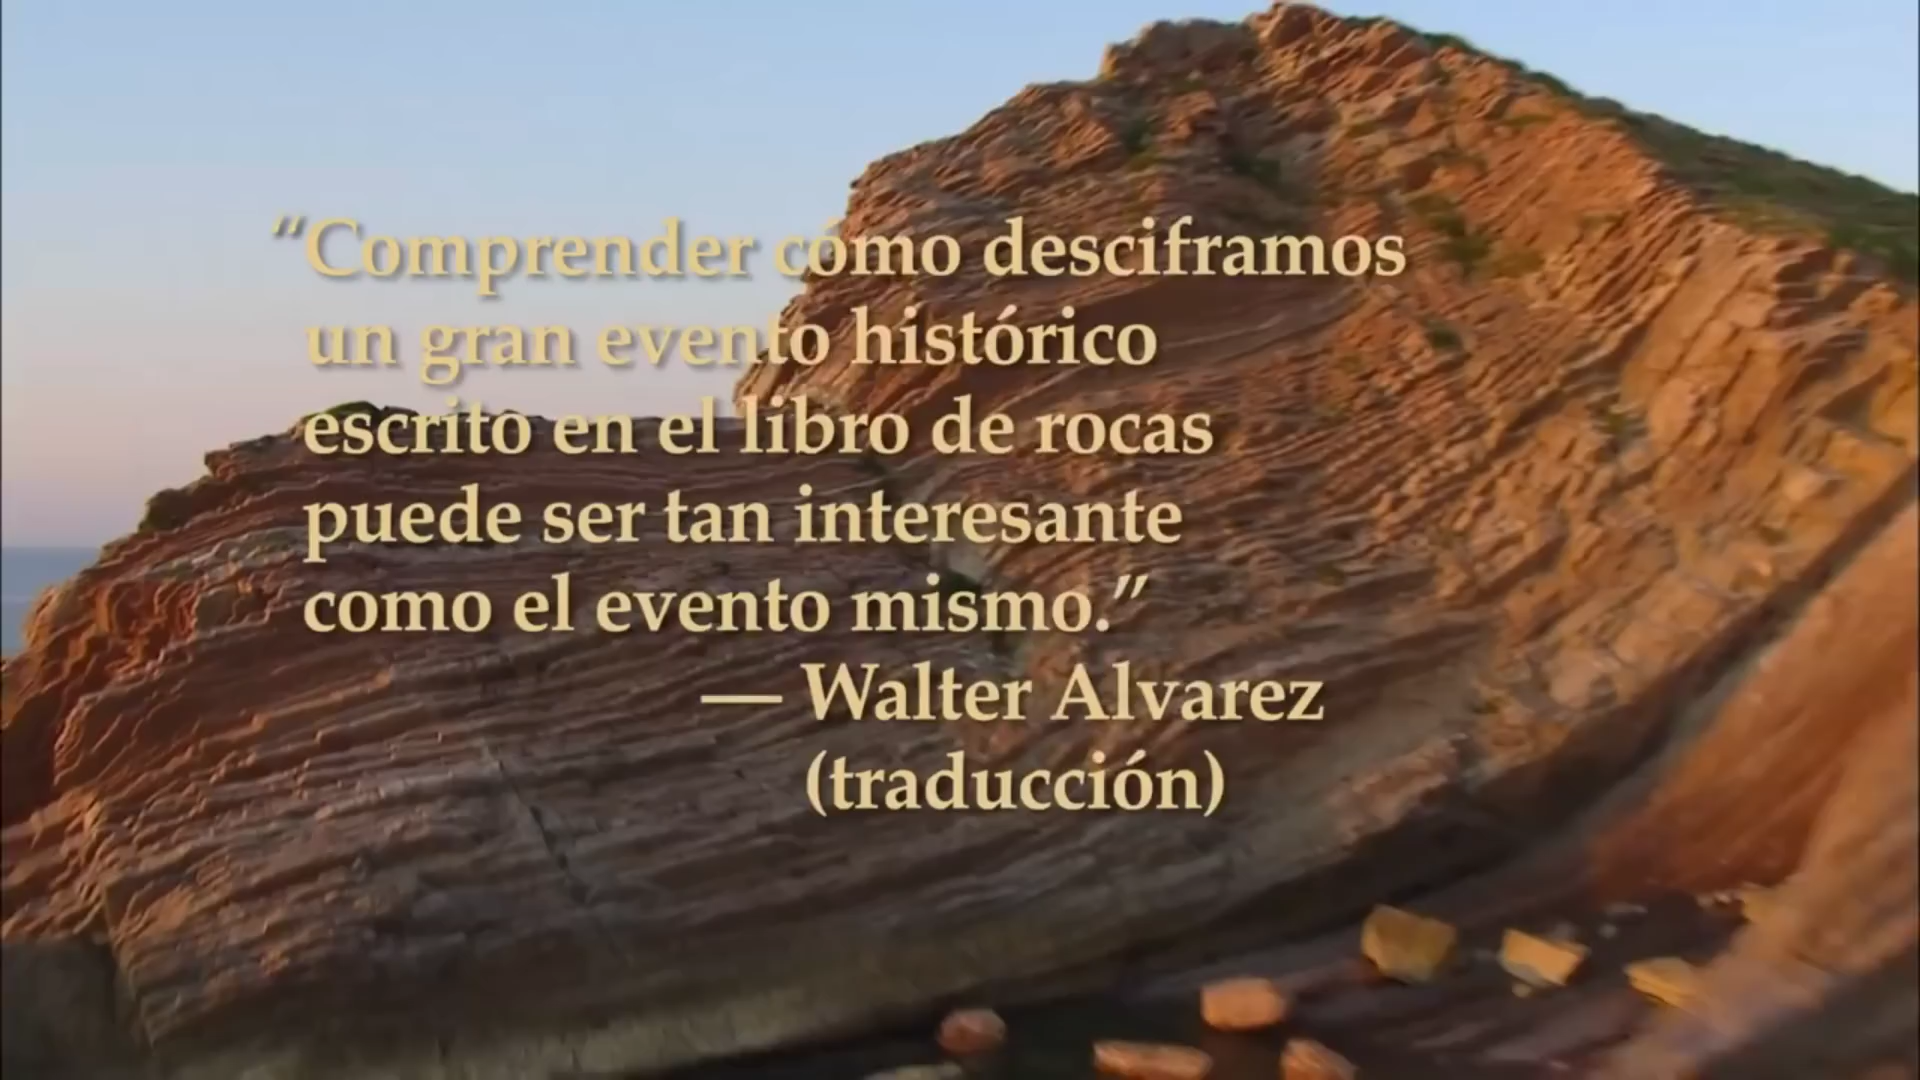 “Comprender cómo desciframos
un gran evento histórico
escrito en el libro de rocas
puede ser tan interesante
como el evento mismo.”
— Walter Alvarez
(traducción)